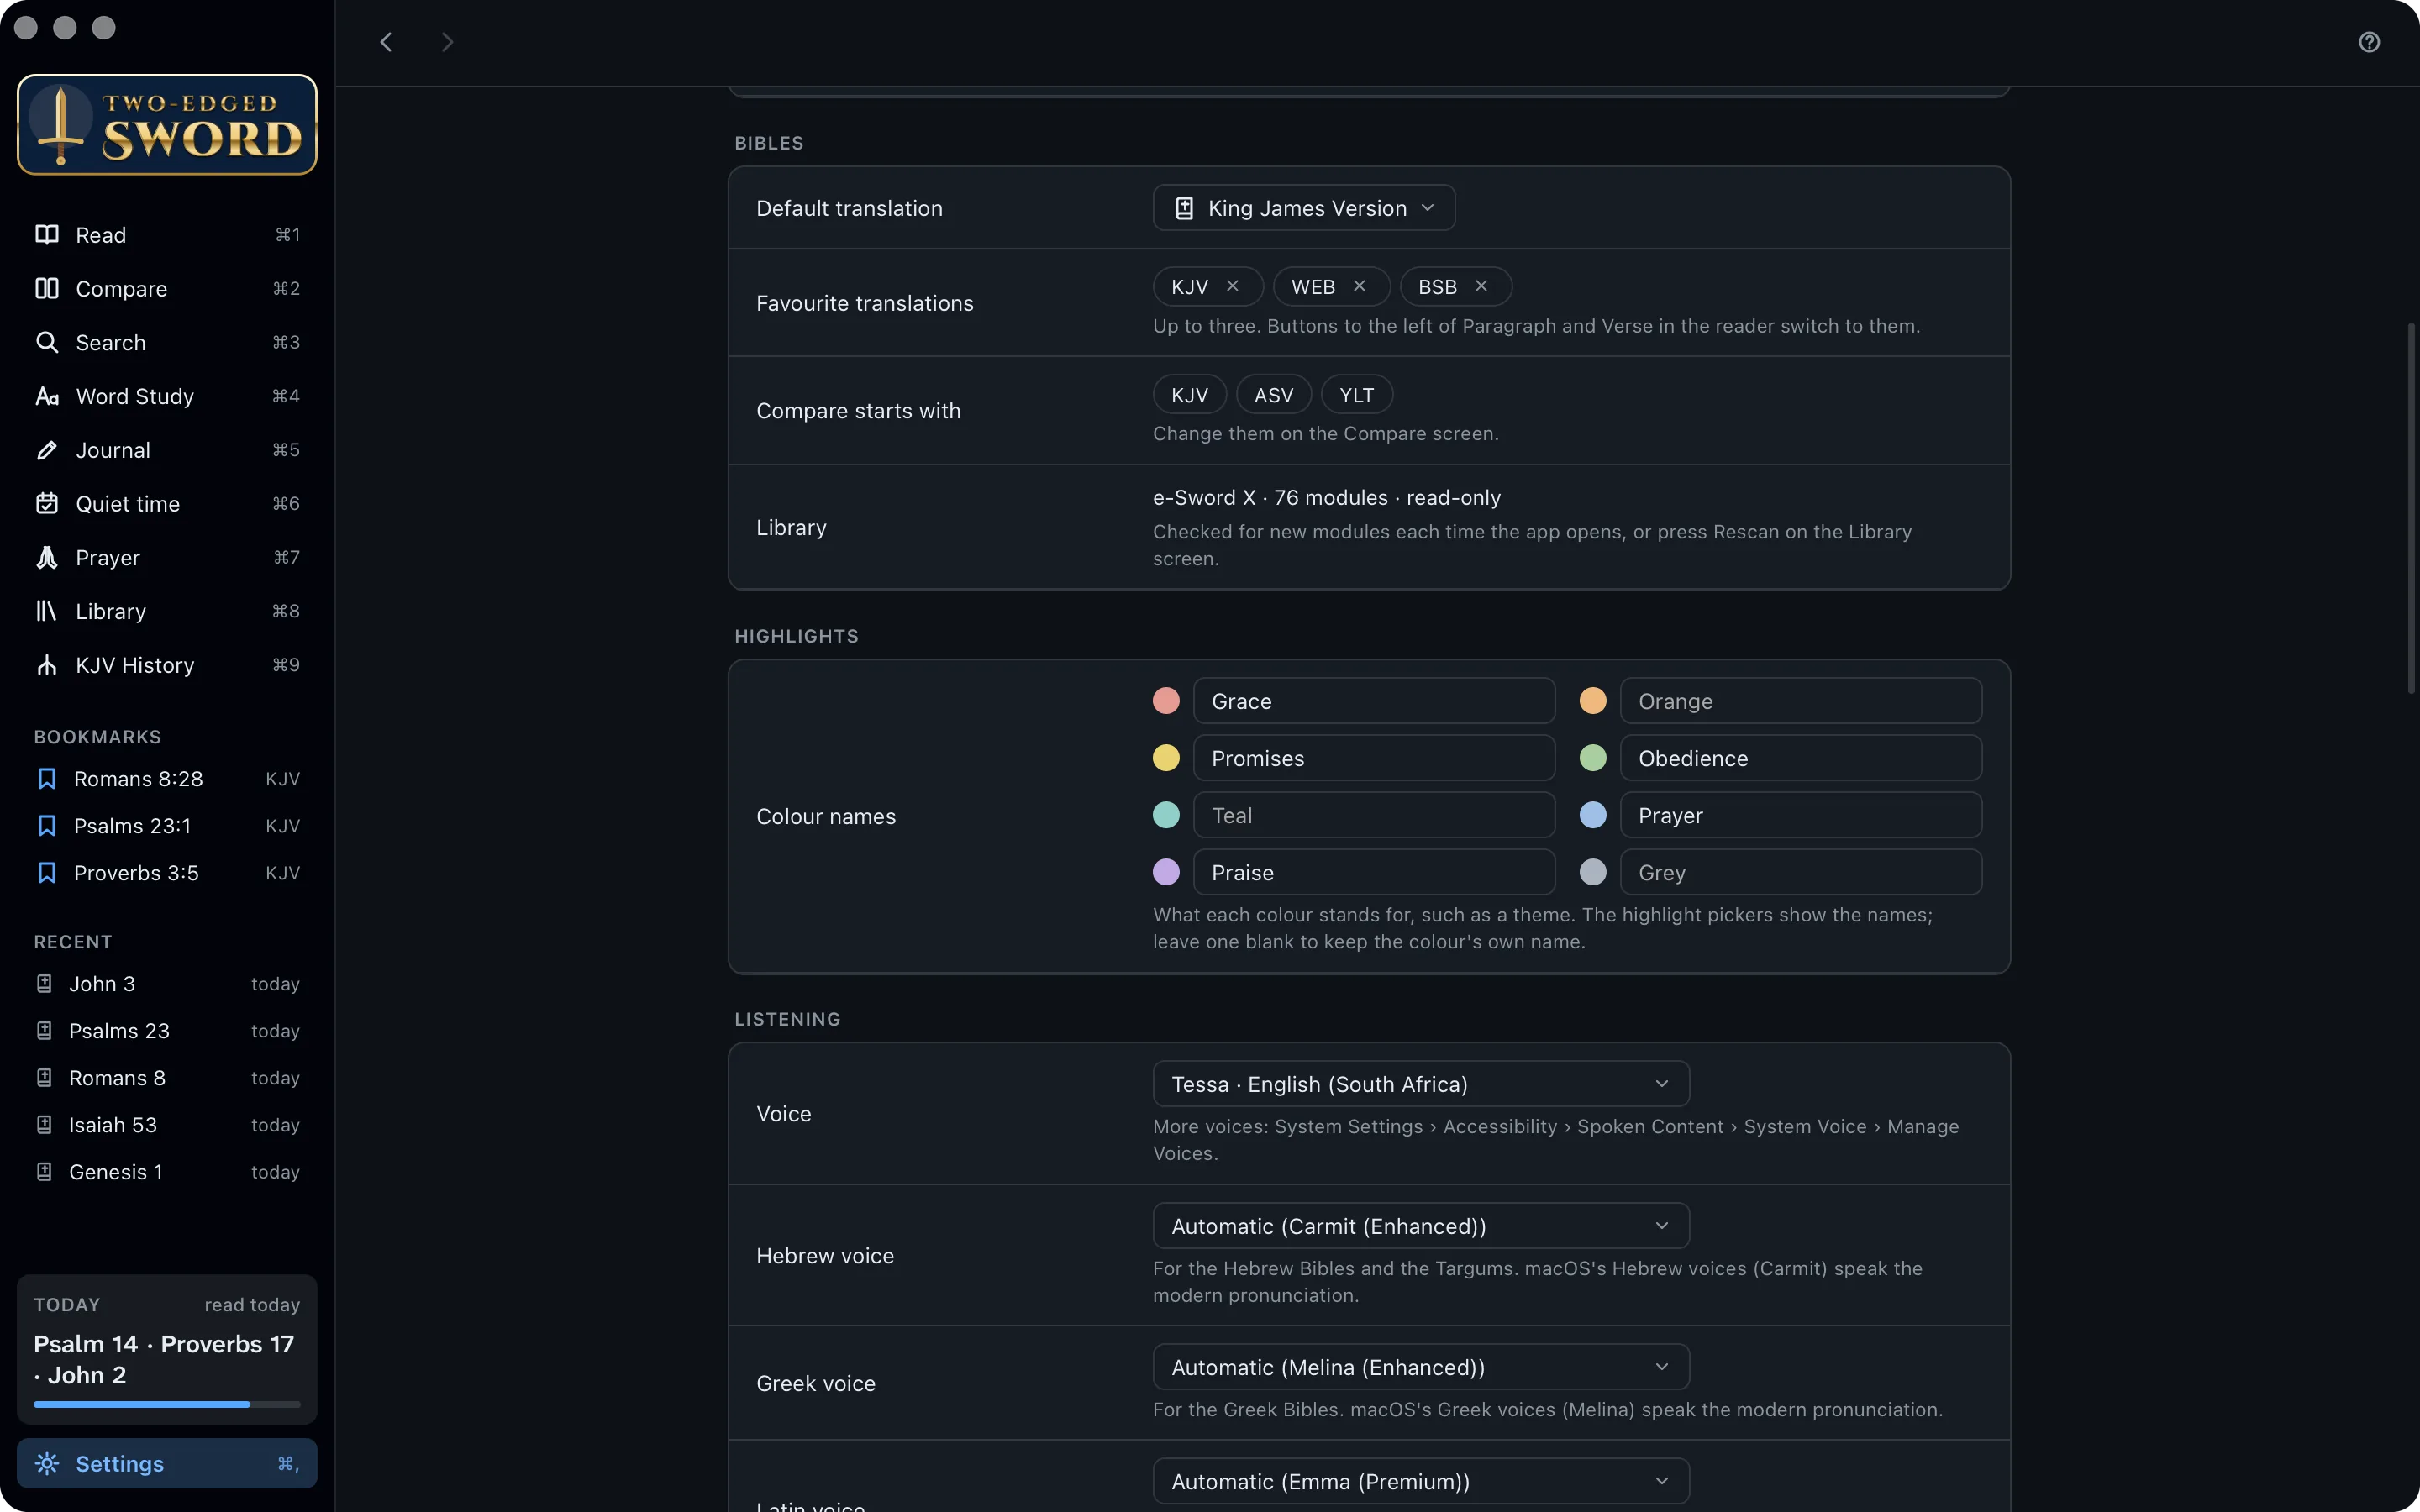 TWO-EDGED
SWORD
Read ⌘1
Compare ⌘2
Search ⌘3
Word Study ⌘4
Journal ⌘5
Quiet time ⌘6
Prayer ⌘7
Library ⌘8
KJV History ⌘9
BOOKMARKS
Romans 8:28 KJV
Psalms 23:1 KJV
Proverbs 3:5 KJV
RECENT
John 3 today
Psalms 23 today
Romans 8 today
Isaiah 53 today
Genesis 1 today
TODAY read today
Psalm 14 · Proverbs 17
· John 2
Settings ⌘,
BIBLES
Default translation King James Version
Favourite translations KJV WEB BSB
Up to three. Buttons to the left of Paragraph and Verse in the reader switch to them.
Compare starts with KJV ASV YLT
Change them on the Compare screen.
Library e-Sword X · 76 modules · read-only
Checked for new modules each time the app opens, or press Rescan on the Library
screen.
HIGHLIGHTS
Colour names
Grace Orange
Promises Obedience
Teal Prayer
Praise Grey
What each colour stands for, such as a theme. The highlight pickers show the names;
leave one blank to keep the colour's own name.
LISTENING
Voice Tessa · English (South Africa)
More voices: System Settings › Accessibility › Spoken Content › System Voice › Manage
Voices.
Hebrew voice Automatic (Carmit (Enhanced))
For the Hebrew Bibles and the Targums. macOS's Hebrew voices (Carmit) speak the
modern pronunciation.
Greek voice Automatic (Melina (Enhanced))
For the Greek Bibles. macOS's Greek voices (Melina) speak the modern pronunciation.
Latin voice Automatic (Emma (Premium))